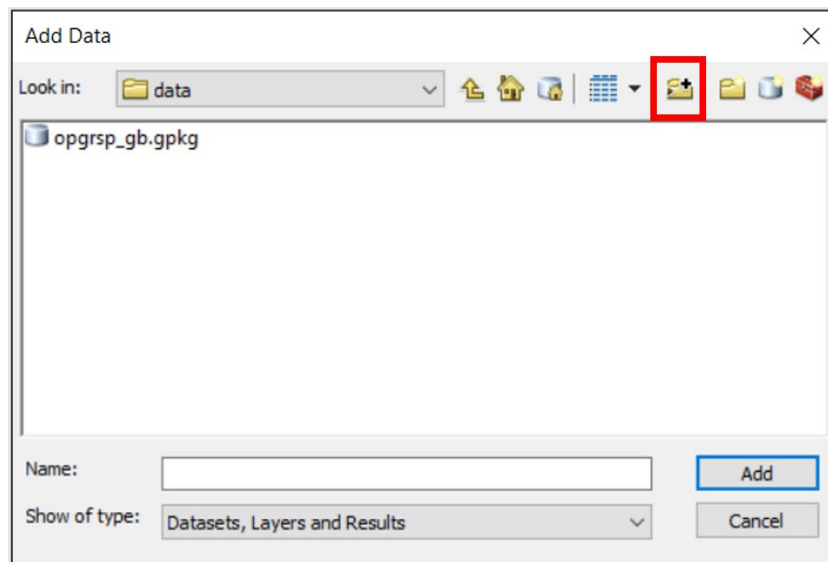 Add Data
Look in: data
opgrsp_gb.gpkg
Name:
Add
Show of type: Datasets, Layers and Results
Cancel